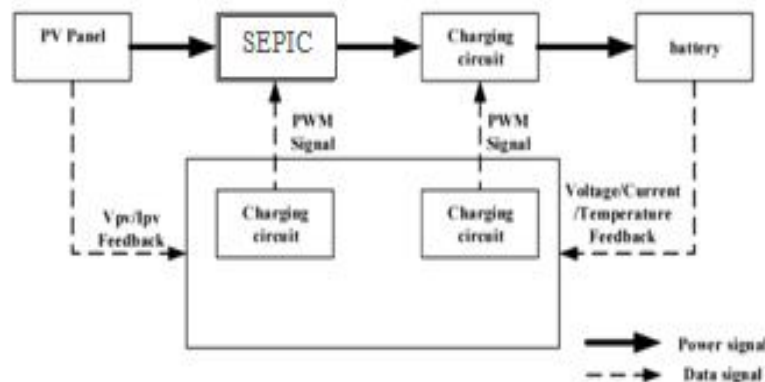 PV Panel
SEPIC
Charging
circuit
battery
PWM
Signal
PWM
Signal
Vpv/Ipv
Feedback
Charging
circuit
Charging
circuit
Voltage/Current
/Temperature
Feedback
Power signal
Data signal